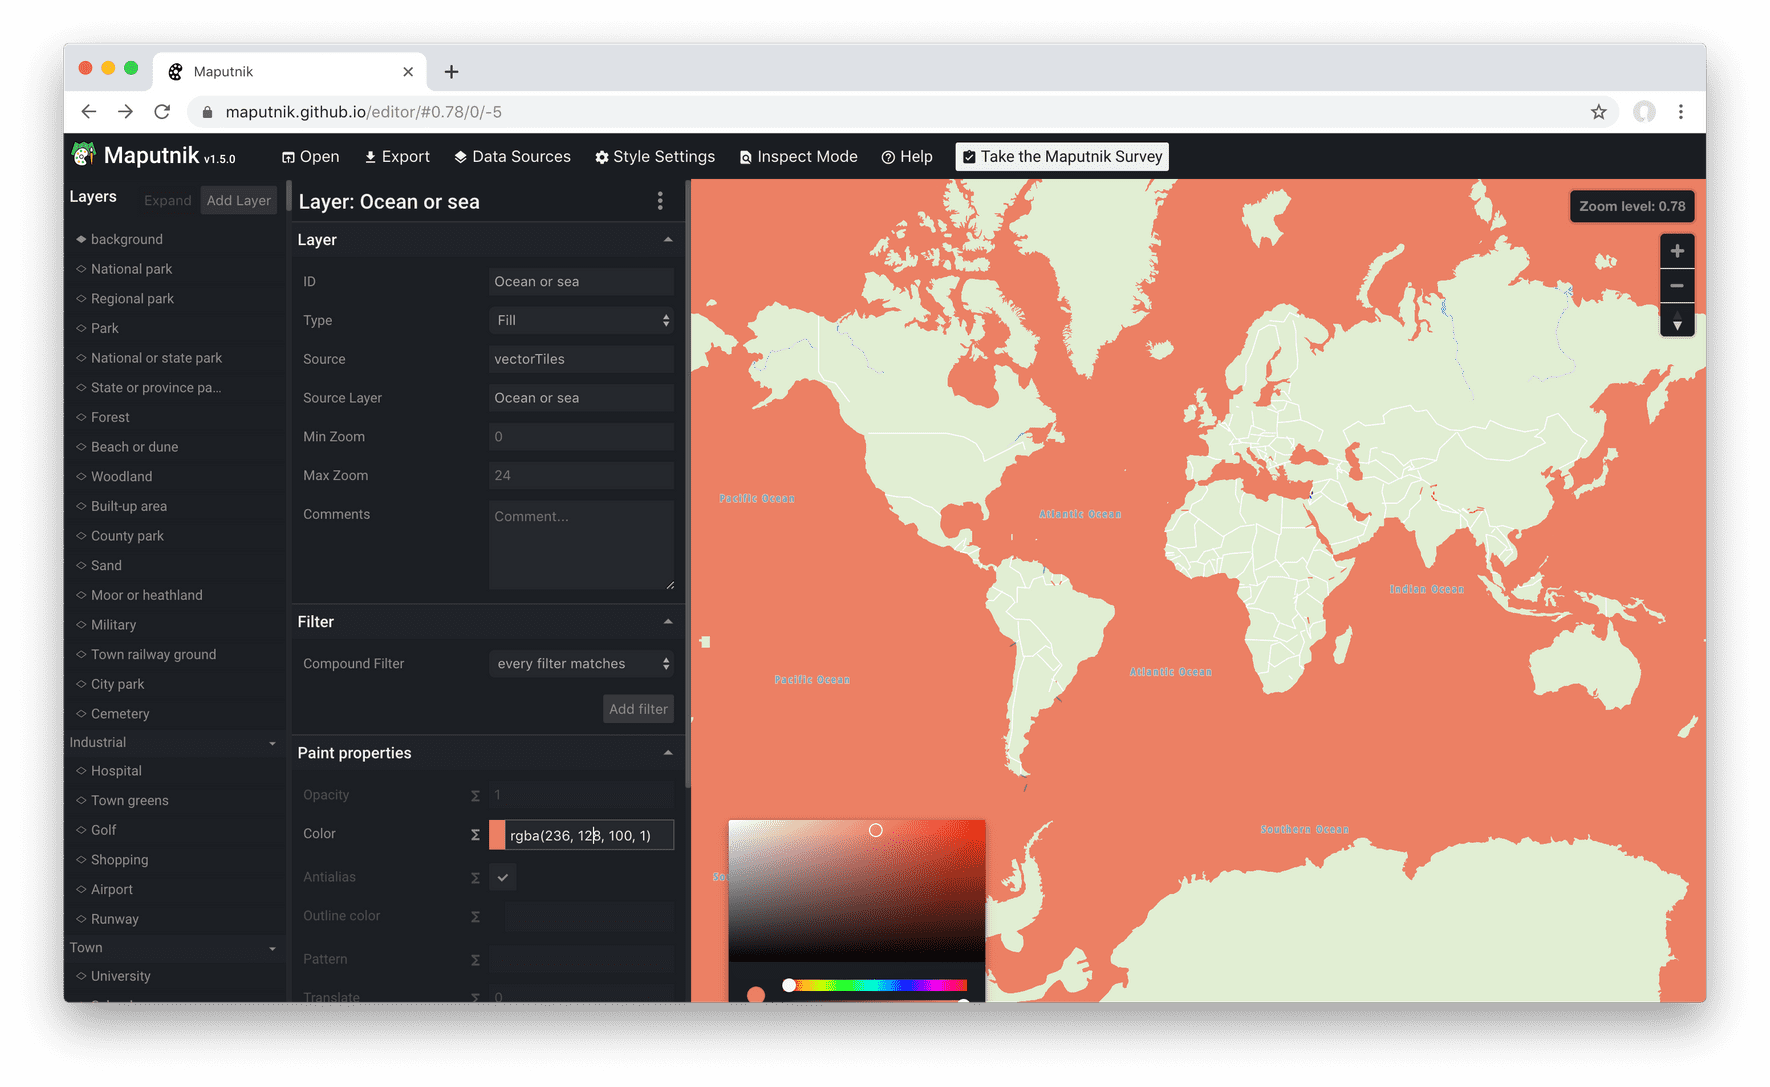 Maputnik
maputnik.github.io/editor/#0.78/0/-5
Maputnik v1.5.0
Open
Export
Data Sources
Style Settings
Inspect Mode
Help
Take the Maputnik Survey
Layers
Expand
Add Layer
background
National park
Regional park
Park
National or state park
State or province pa...
Forest
Beach or dune
Woodland
Built-up area
County park
Sand
Moor or heathland
Military
Town railway ground
City park
Cemetery
Industrial
Hospital
Town greens
Golf
Shopping
Airport
Runway
Town
University
Layer: Ocean or sea
Layer
ID
Ocean or sea
Type
Fill
Source
vectorTiles
Source Layer
Ocean or sea
Min Zoom
0
Max Zoom
24
Comments
Comment...
Filter
Compound Filter
every filter matches
Add filter
Paint properties
Opacity
1
Color
rgba(236, 128, 100, 1)
Antialias
Outline color
Pattern
Translate
0
Zoom level: 0.78
Pacific Ocean
Atlantic Ocean
Indian Ocean
Pacific Ocean
Atlantic Ocean
Southern Ocean
So